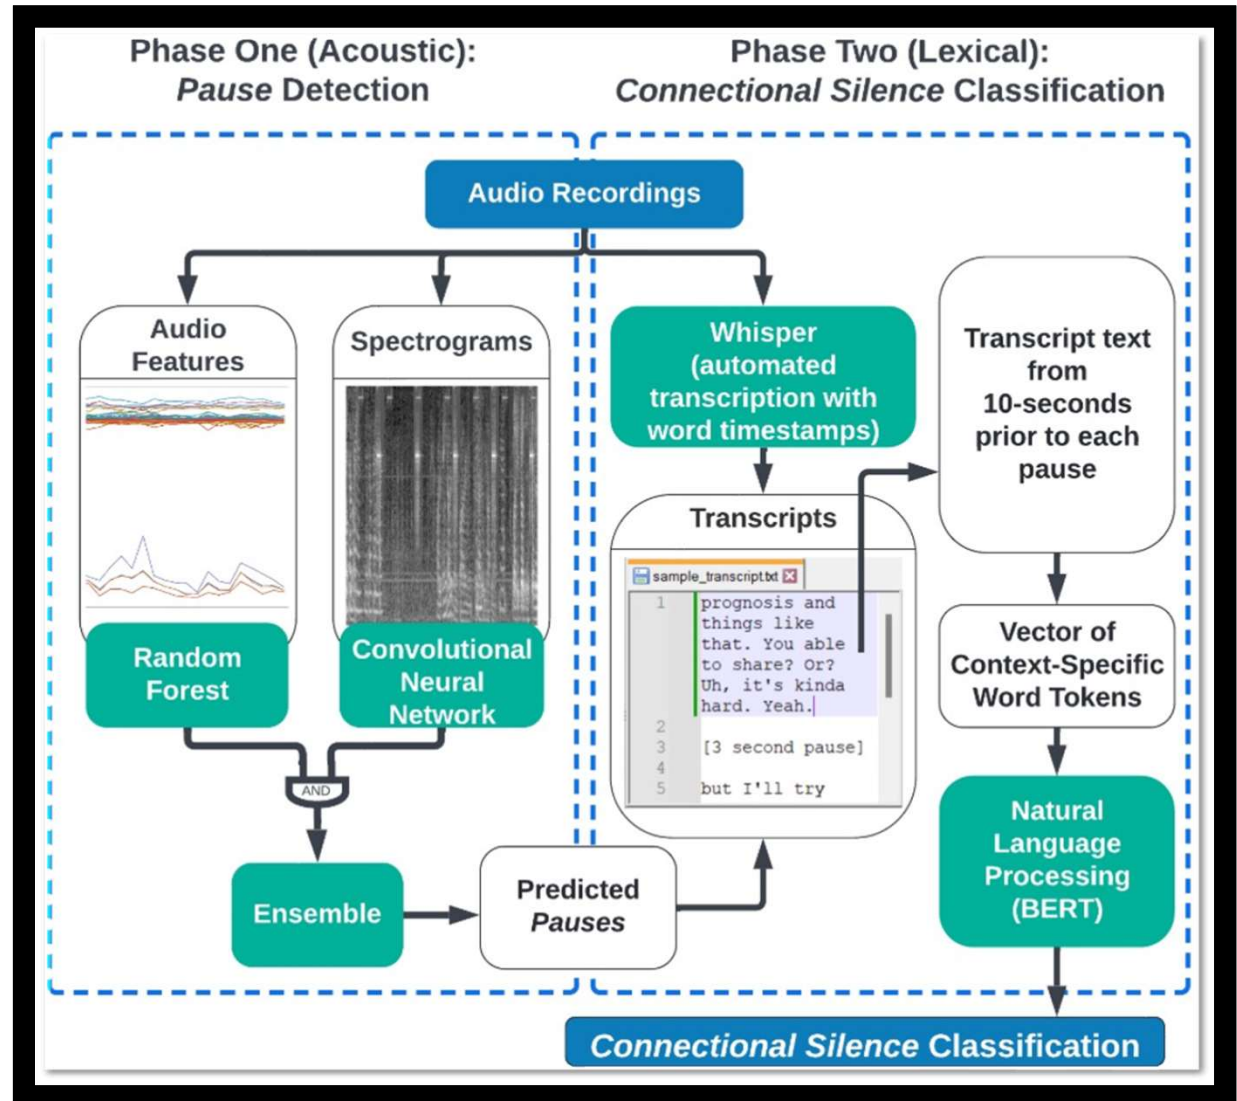 Phase One (Acoustic):
Pause Detection
Phase Two (Lexical):
Connectional Silence Classification
Audio Recordings
Audio
Features
Spectrograms
Random
Forest
Convolutional
Neural
Network
AND
Ensemble
Predicted
Pauses
Whisper
(automated
transcription with
word timestamps)
Transcripts
sample_transcript.txt
1 prognosis and
things like
that. You able
to share? Or?
Uh, it's kinda
hard. Yeah.
2
3 [3 second pause]
4
5 but I'll try
Transcript text
from
10-seconds
prior to each
pause
Vector of
Context-Specific
Word Tokens
Natural
Language
Processing
(BERT)
Connectional Silence Classification